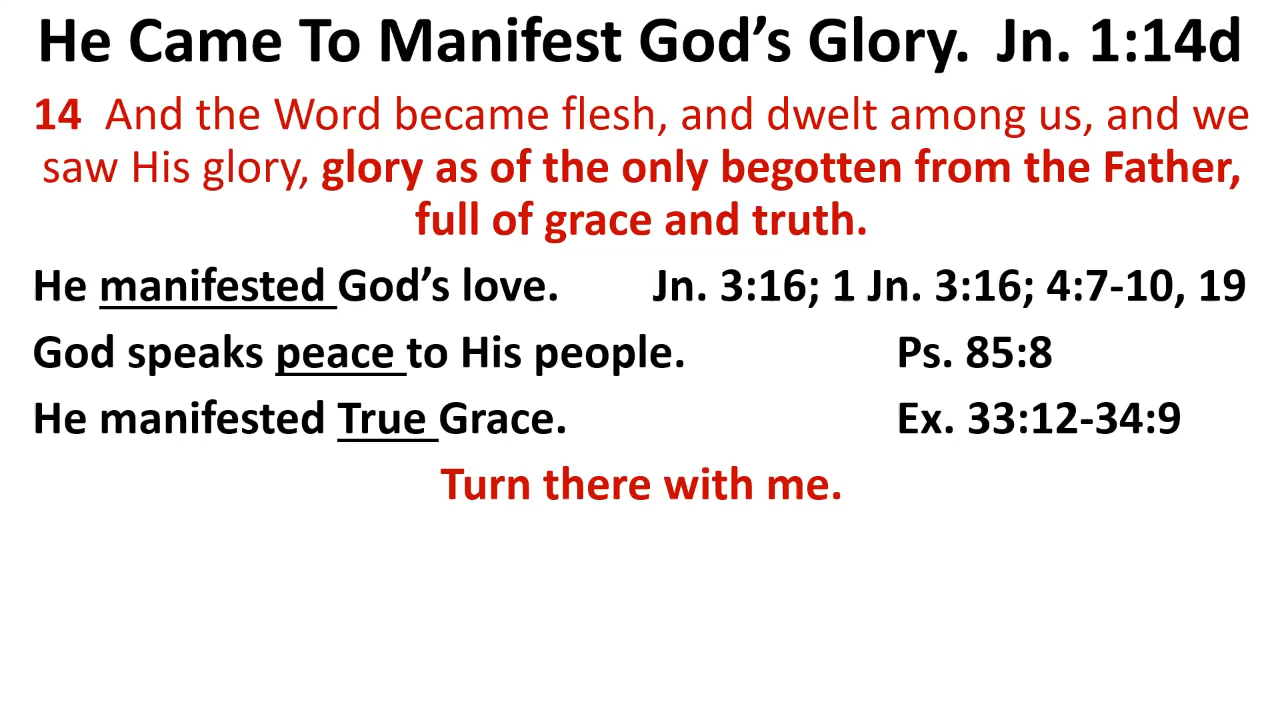 He Came To Manifest God’s Glory. Jn. 1:14d
14 And the Word became flesh, and dwelt among us, and we
saw His glory, glory as of the only begotten from the Father,
full of grace and truth.
He manifested God’s love. Jn. 3:16; 1 Jn. 3:16; 4:7-10, 19
God speaks peace to His people. Ps. 85:8
He manifested True Grace. Ex. 33:12-34:9
Turn there with me.